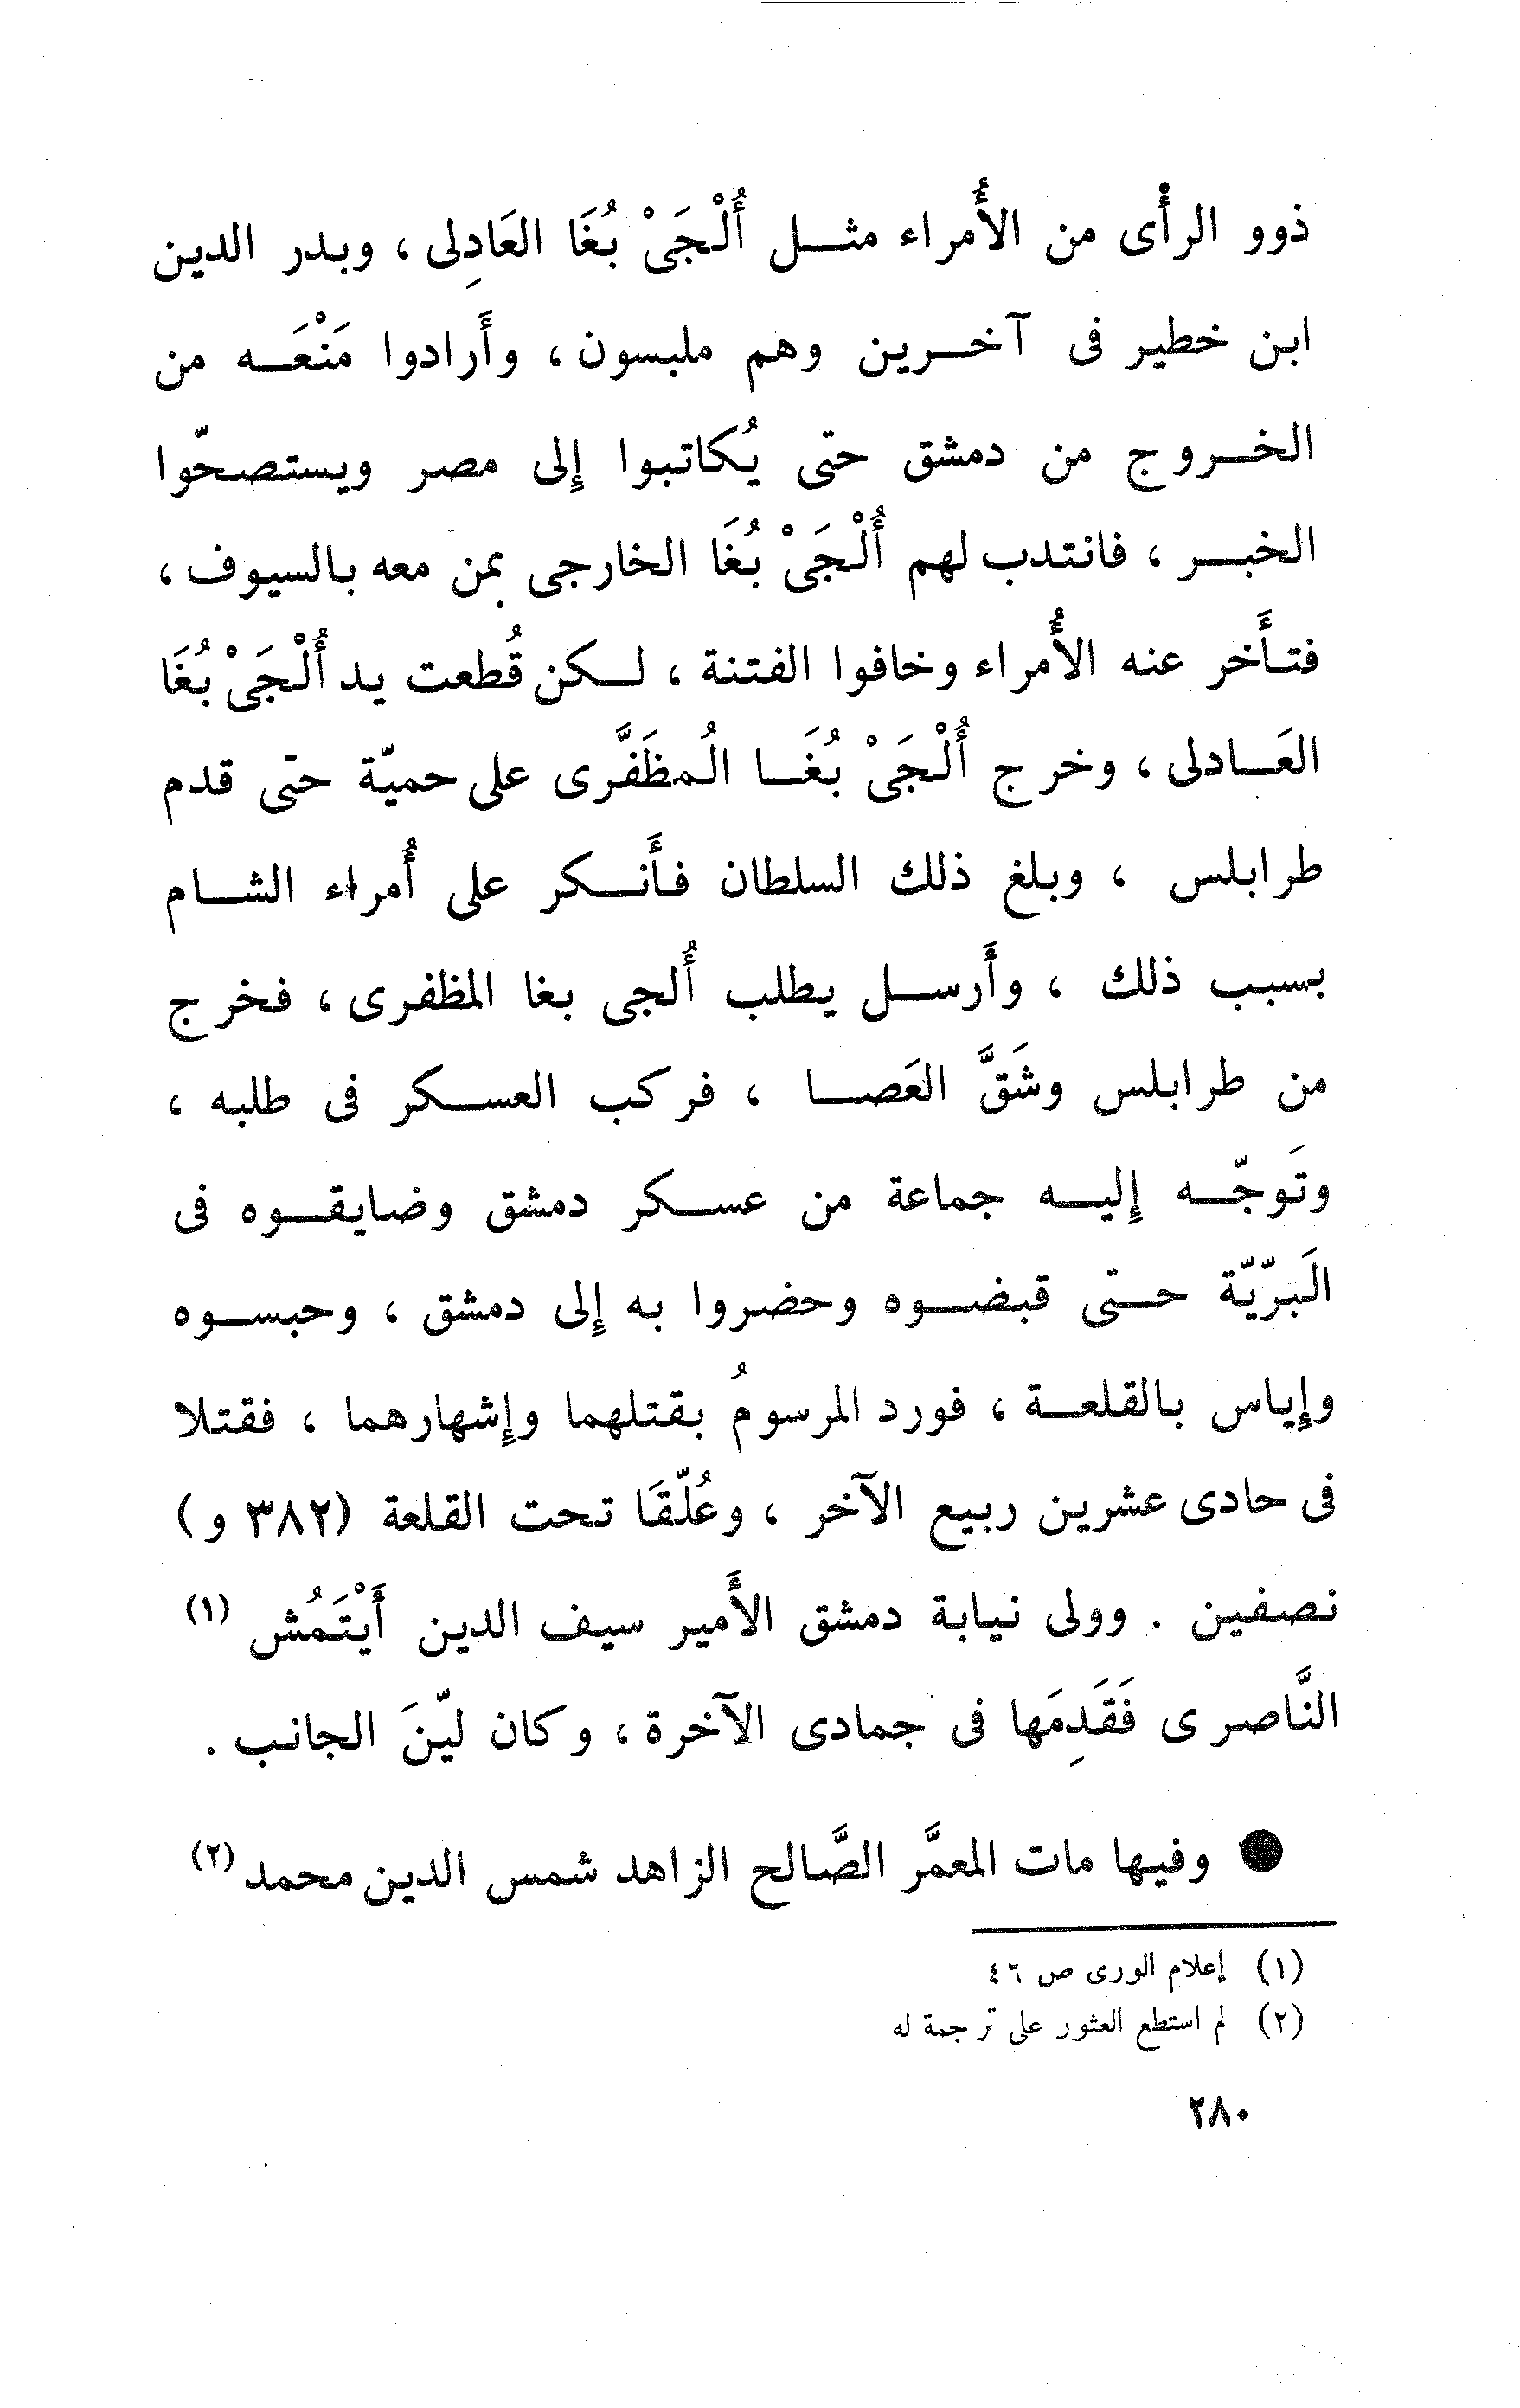 ذوو الرأْى من الأُمراء مثل أُلْجَىْ بُغَا العَادِلى ، وبدر الدين
ابن خطير فى آخرين وهم ملبسون ، وأَرادوا مَنْعَه من
الخروج من دمشق حتى يُكاتبوا إلى مصر ويستصحّوا
الخبر ، فانتدب لهم أُلْجَىْ بُغَا الخارجى بمن معه بالسيوف ،
فتأَخر عنه الأُمراء وخافوا الفتنة ، لكن قُطعت يد أُلْجَىْ بُغَا
العَادلى ، وخرج أُلْجَىْ بُغَا الُمظَفَّرى على حميّة حتى قدم
طرابلس ، وبلغ ذلك السلطان فأَنكر على أُمراء الشام
بسبب ذلك ، وأَرسل يطلب أُلجى بغا المظفرى ، فخرج
من طرابلس وشَقَّ العَصا ، فركب العسكر فى طلبه ،
وتَوجّه إليه جماعة من عسكر دمشق وضايقوه فى
الَبرّيّة حتى قبضوه وحضروا به إلى دمشق ، وحبسوه
وإياس بالقلعة ، فورد المرسومُ بقتلهما وإشهارهما ، فقتلا
فى حادى عشرين ربيع الآخر ، وعُلّقَا تحت القلعة (٣٨٢ و)
نصفين . وولى نيابة دمشق الأَمير سيف الدين أَيْتَمُش (١)
النَّاصرى فَقَدِمَها فى جمادى الآخرة ، وكان ليّنَ الجانب .
● وفيها مات المعمَّر الصَّالح الزاهد شمس الدين محمد (٢)
(١) إعلام الورى ص ٤٦
(٢) لم استطع العثور على ترجمة له
٢٨٠